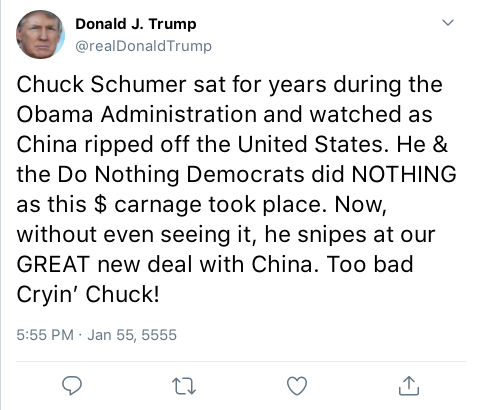 Donald J. Trump
@realDonaldTrump
Chuck Schumer sat for years during the
Obama Administration and watched as
China ripped off the United States. He &
the Do Nothing Democrats did NOTHING
as this $ carnage took place. Now,
without even seeing it, he snipes at our
GREAT new deal with China. Too bad
Cryin’ Chuck!
5:55 PM · Jan 55, 5555